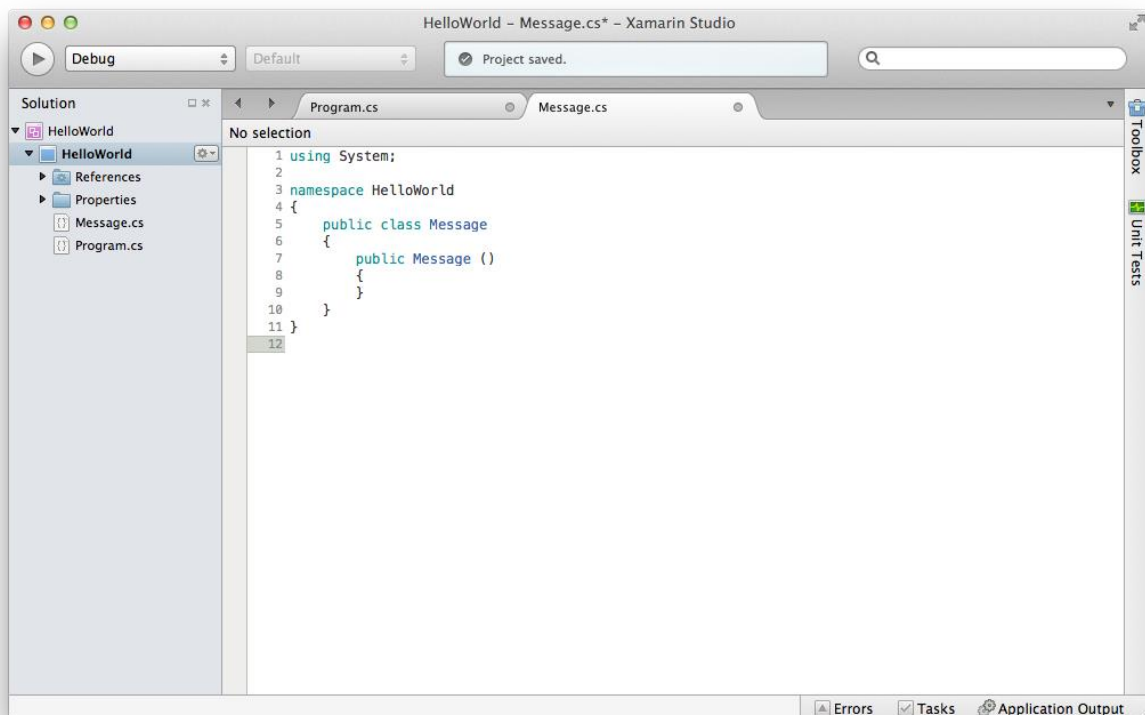 HelloWorld – Message.cs* – Xamarin Studio
Debug
Default
Project saved.
Solution
HelloWorld
HelloWorld
References
Properties
Message.cs
Program.cs
Program.cs
Message.cs
No selection
1 using System;
2
3 namespace HelloWorld
4 {
5 public class Message
6 {
7 public Message ()
8 {
9 }
10 }
11 }
12
Toolbox
Unit Tests
Errors
Tasks
Application Output